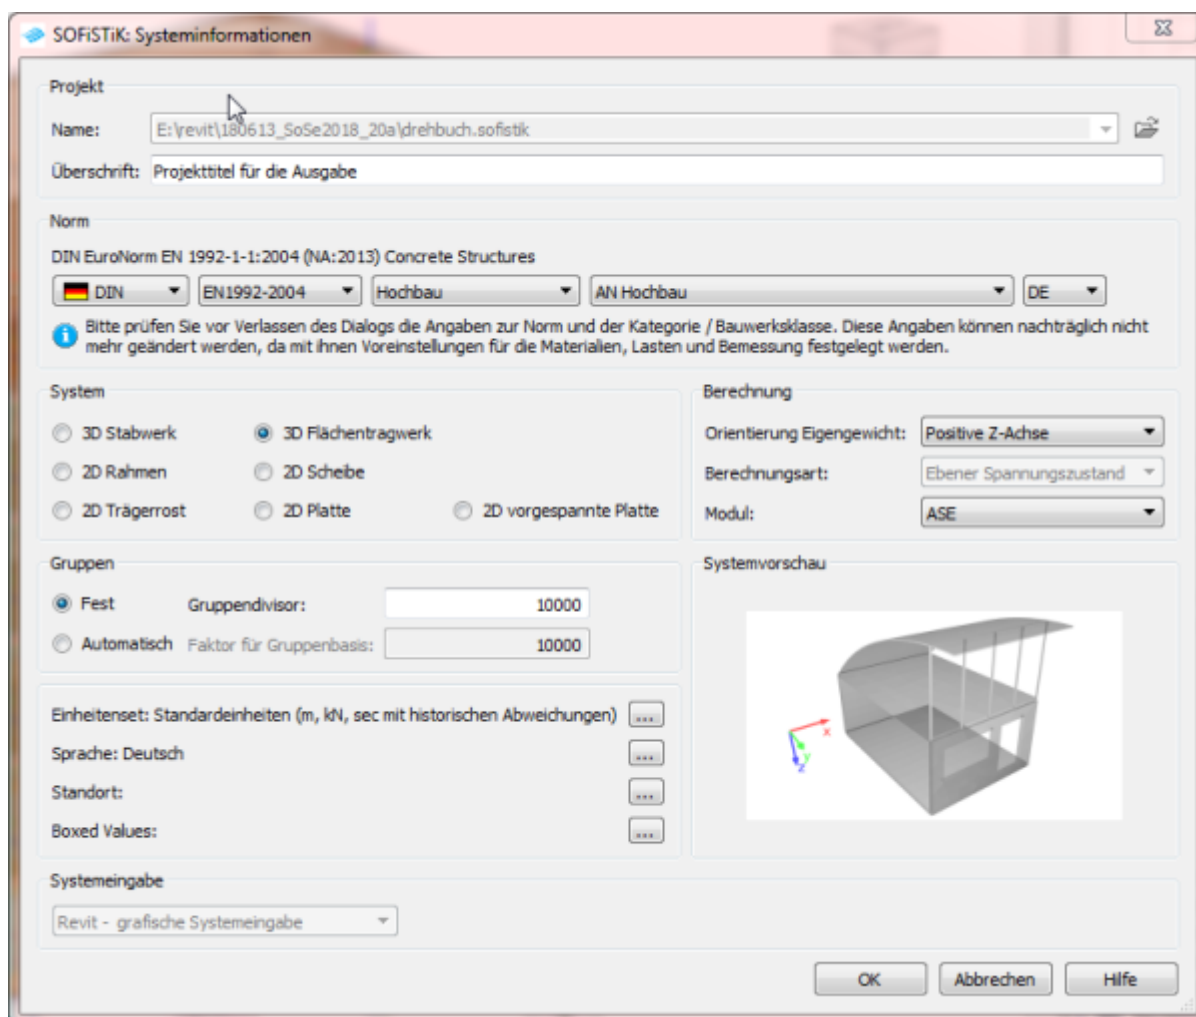 SOFiSTiK: Systeminformationen
Projekt
Name: E:\revit\180613_SoSe2018_20a\drehbuch.sofistik
Überschrift: Projekttitel für die Ausgabe
Norm
DIN EuroNorm EN 1992-1-1:2004 (NA:2013) Concrete Structures
DIN EN1992-2004 Hochbau AN Hochbau DE
Bitte prüfen Sie vor Verlassen des Dialogs die Angaben zur Norm und der Kategorie / Bauwerksklasse. Diese Angaben können nachträglich nicht
mehr geändert werden, da mit ihnen Voreinstellungen für die Materialien, Lasten und Bemessung festgelegt werden.
System
3D Stabwerk 3D Flächentragwerk
2D Rahmen 2D Scheibe
2D Trägerrost 2D Platte 2D vorgespannte Platte
Berechnung
Orientierung Eigengewicht: Positive Z-Achse
Berechnungsart: Ebener Spannungszustand
Modul: ASE
Gruppen
Fest Gruppendivisor: 10000
Automatisch Faktor für Gruppenbasis: 10000
Systemvorschau
x
y
z
Einheitenset: Standardeinheiten (m, kN, sec mit historischen Abweichungen) ...
Sprache: Deutsch ...
Standort: ...
Boxed Values: ...
Systemeingabe
Revit - grafische Systemeingabe
OK Abbrechen Hilfe